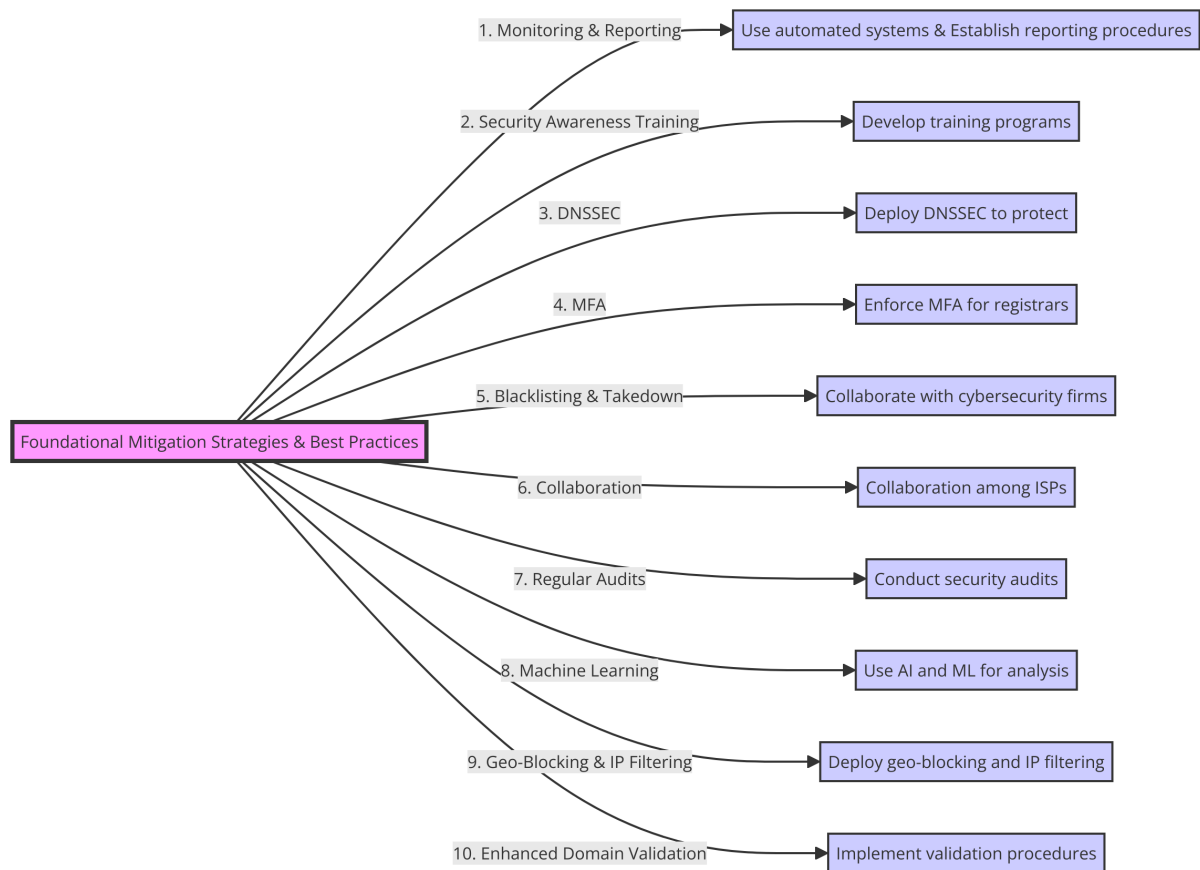 1. Monitoring & Reporting
Use automated systems & Establish reporting procedures
2. Security Awareness Training
Develop training programs
3. DNSSEC
Deploy DNSSEC to protect
4. MFA
Enforce MFA for registrars
5. Blacklisting & Takedown
Collaborate with cybersecurity firms
Foundational Mitigation Strategies & Best Practices
6. Collaboration
Collaboration among ISPs
7. Regular Audits
Conduct security audits
8. Machine Learning
Use AI and ML for analysis
9. Geo-Blocking & IP Filtering
Deploy geo-blocking and IP filtering
10. Enhanced Domain Validation
Implement validation procedures